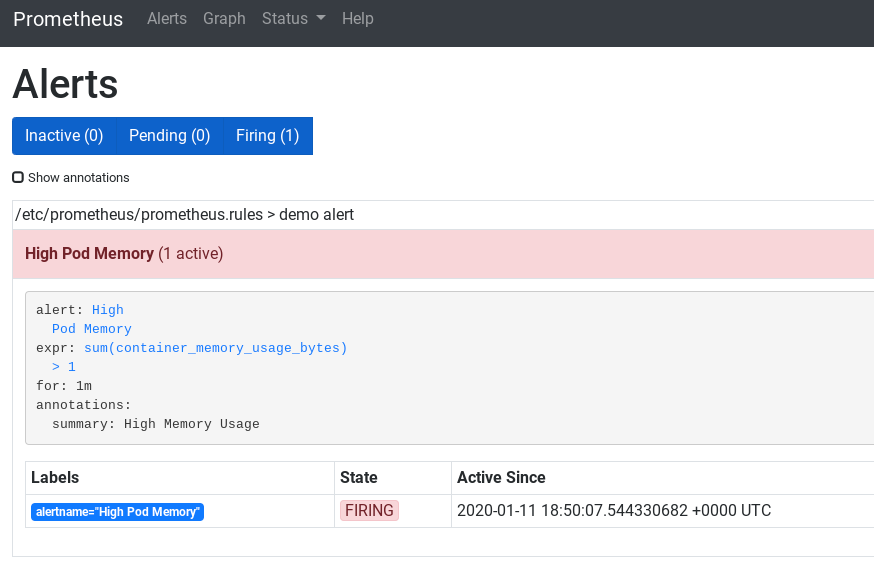 Prometheus Alerts Graph Status Help
Alerts
Inactive (0) Pending (0) Firing (1)
Show annotations
/etc/prometheus/prometheus.rules > demo alert
High Pod Memory (1 active)
alert: High
Pod Memory
expr: sum(container_memory_usage_bytes)
> 1
for: 1m
annotations:
summary: High Memory Usage
Labels State Active Since
alertname="High Pod Memory" FIRING 2020-01-11 18:50:07.544330682 +0000 UTC